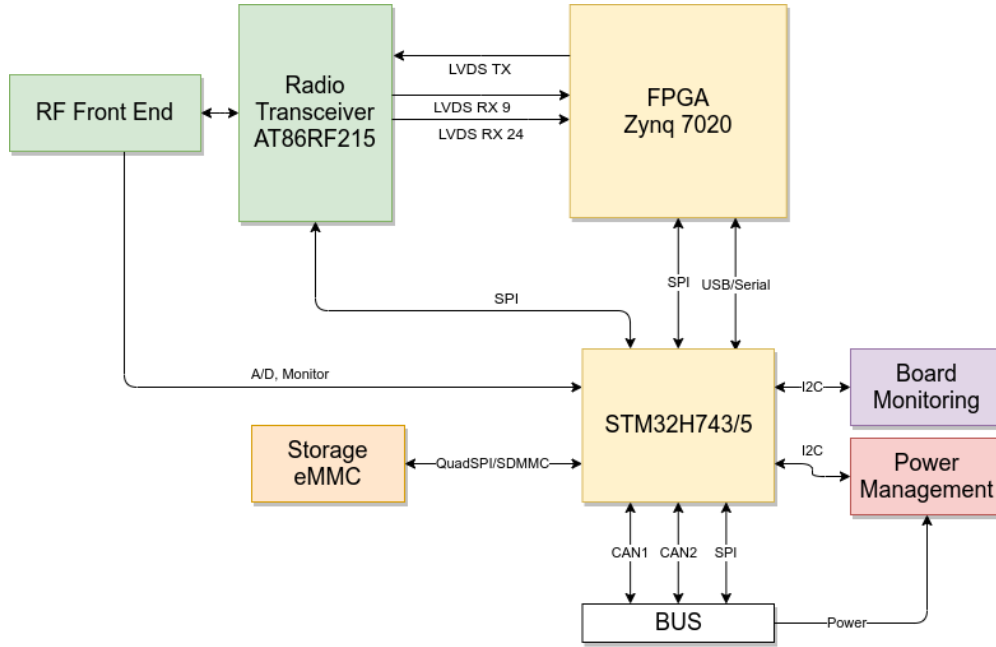 RF Front End
Radio
Transceiver
AT86RF215
LVDS TX
LVDS RX 9
LVDS RX 24
FPGA
Zynq 7020
SPI
SPI
USB/Serial
A/D, Monitor
STM32H743/5
I2C
Board
Monitoring
Storage
eMMC
QuadSPI/SDMMC
I2C
Power
Management
CAN1
CAN2
SPI
BUS
Power